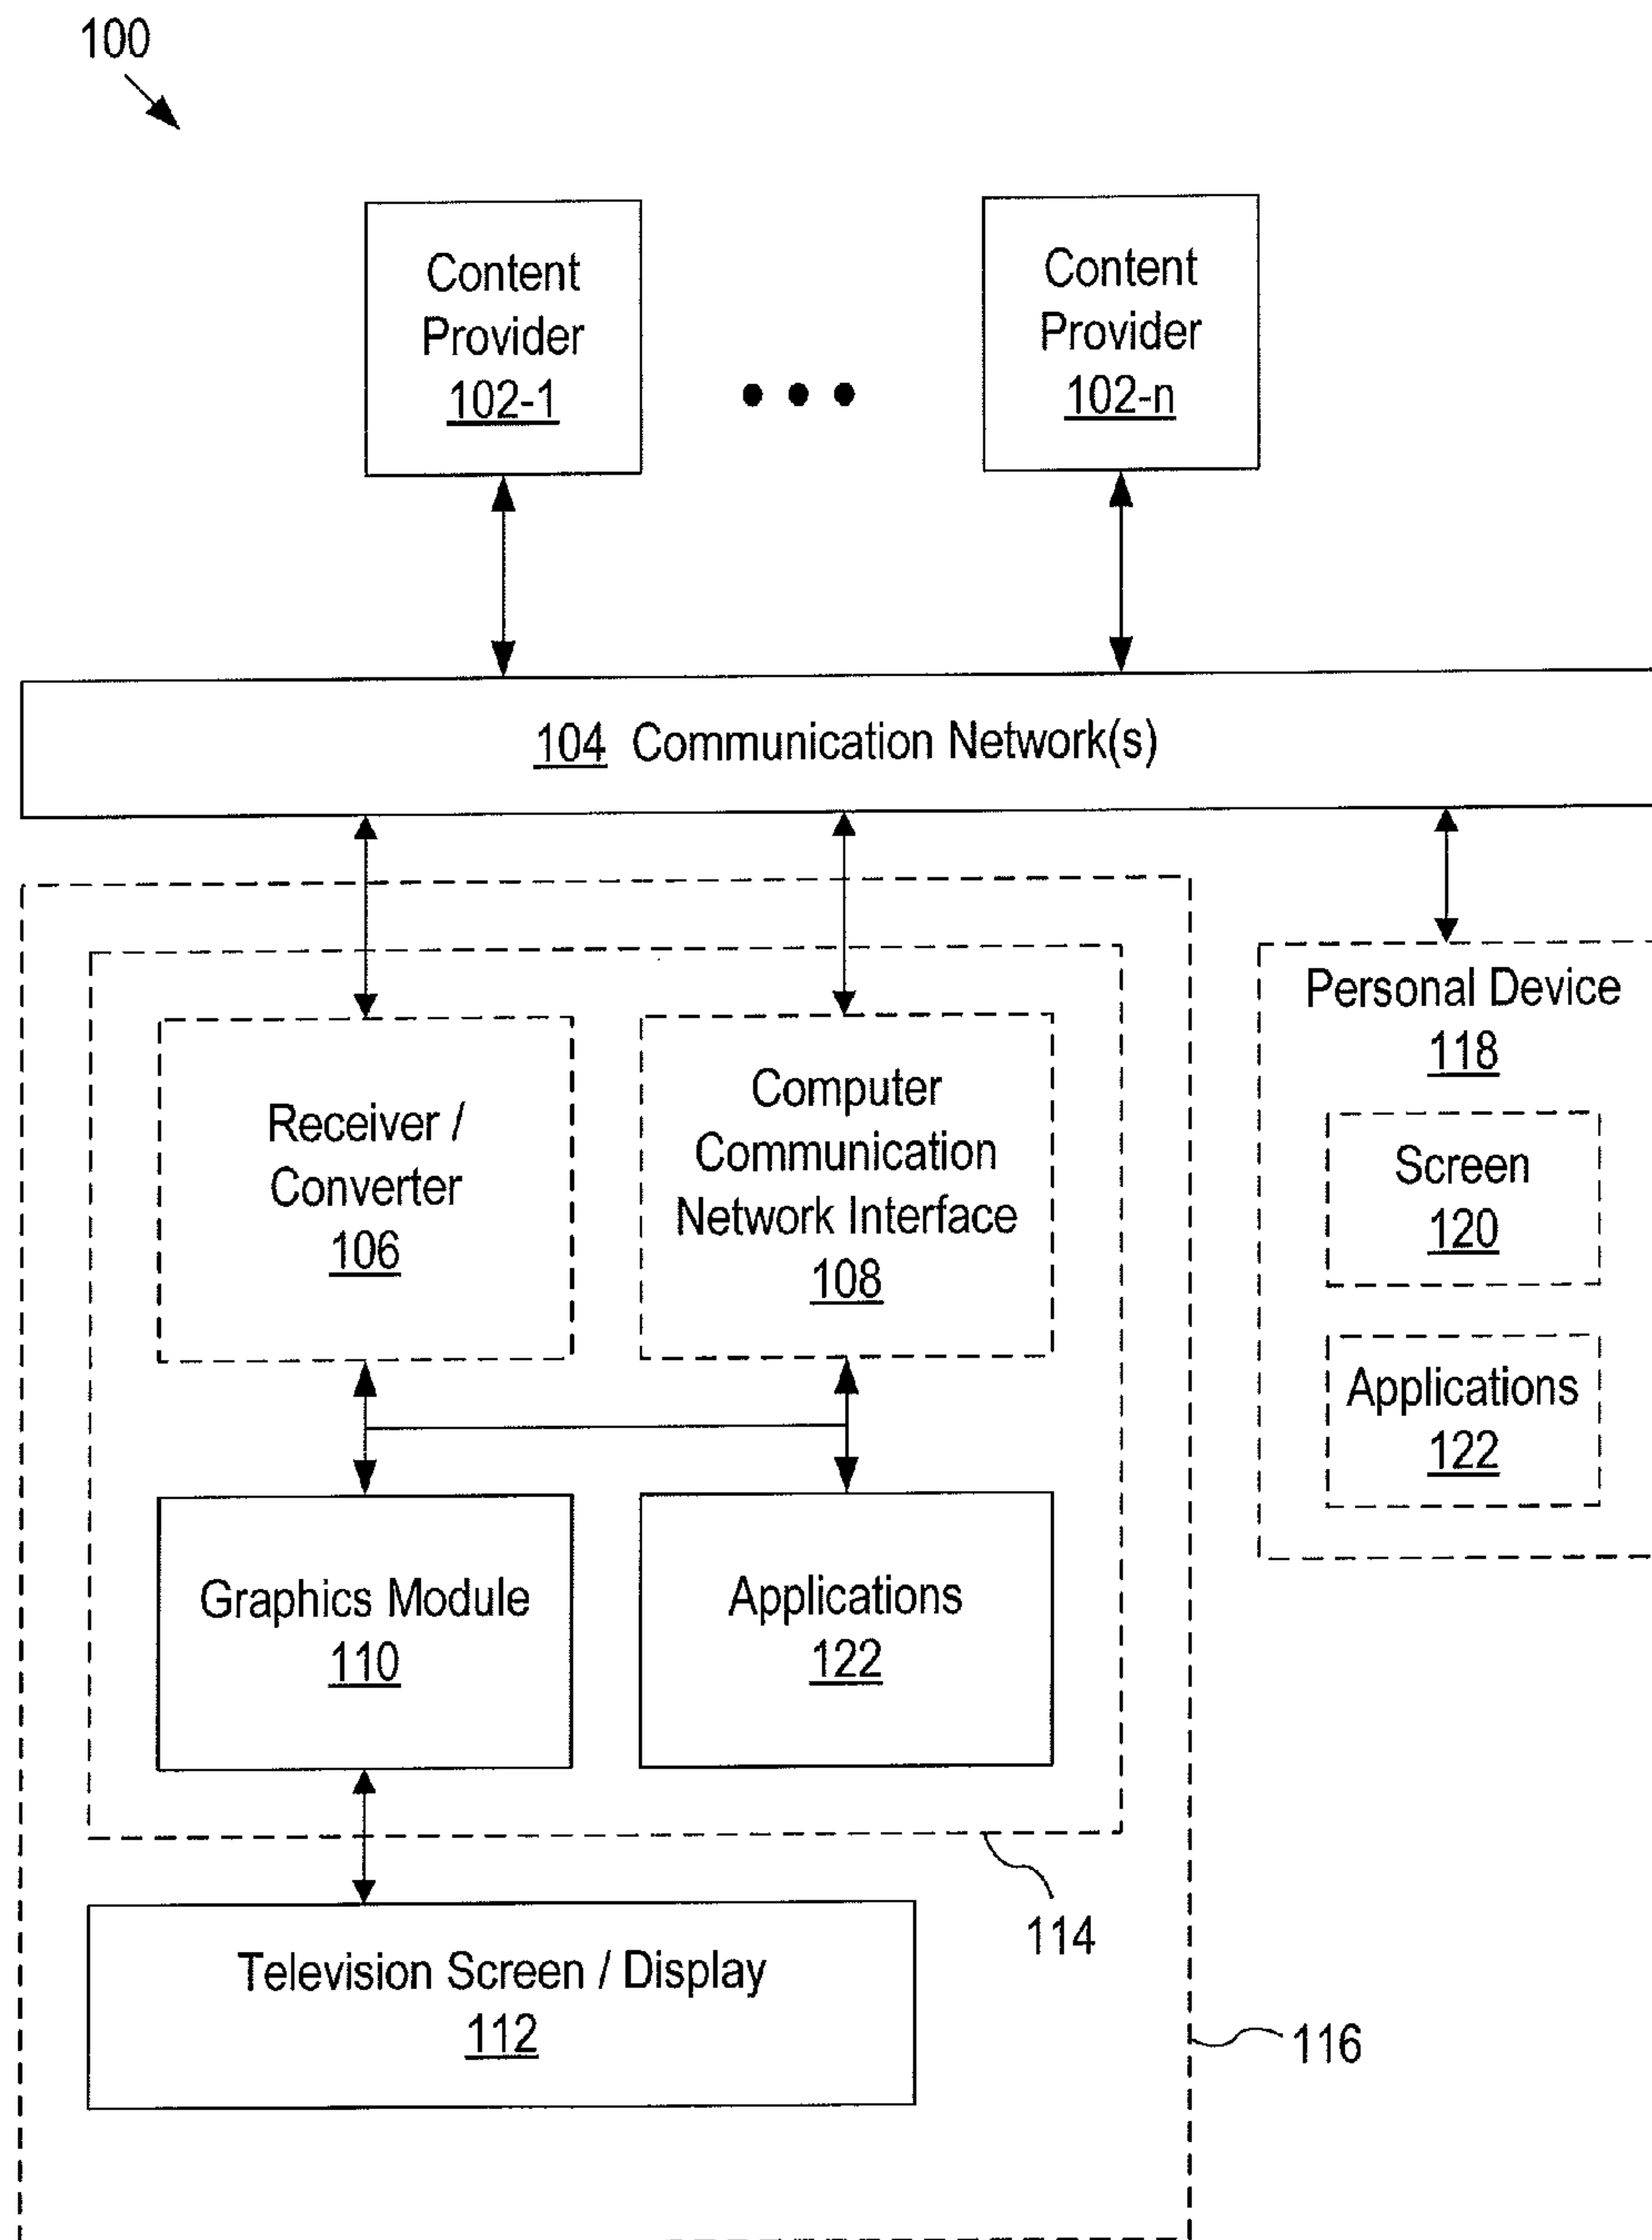 100
Content
Provider
102-1
Content
Provider
102-n
104 Communication Network(s)
Receiver /
Converter
106
Computer
Communication
Network Interface
108
Personal Device
118
Screen
120
Applications
122
Graphics Module
110
Applications
122
114
Television Screen / Display
112
116